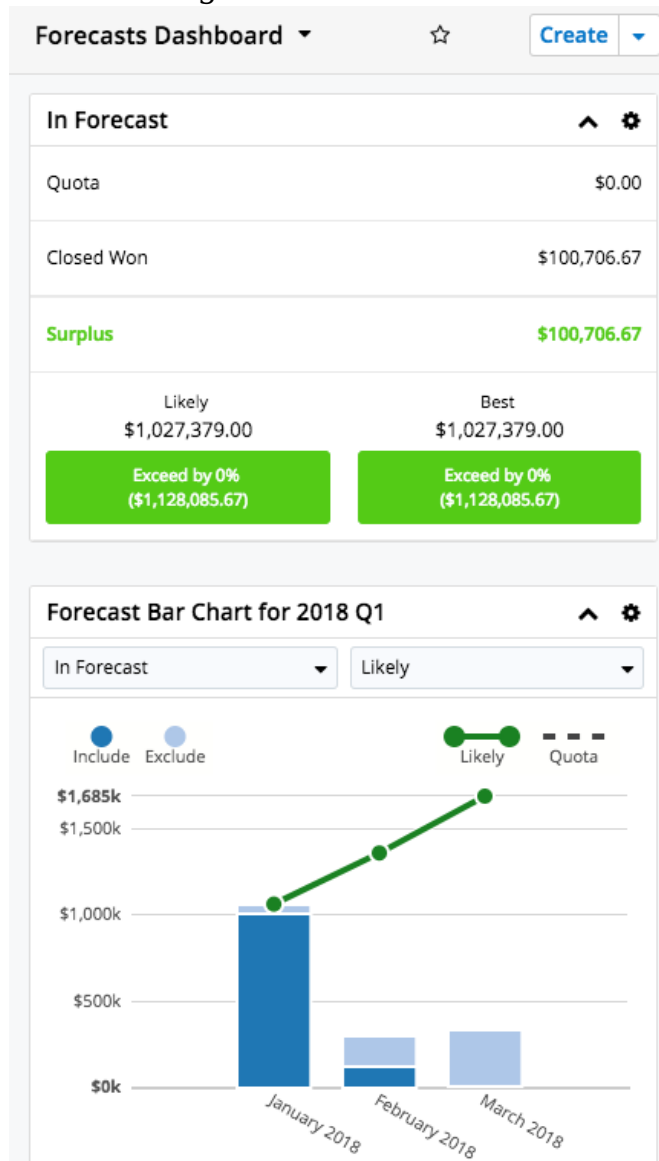 Forecasts Dashboard
Create
In Forecast
Quota $0.00
Closed Won $100,706.67
Surplus $100,706.67
Likely Best
$1,027,379.00 $1,027,379.00
Exceed by 0% Exceed by 0%
($1,128,085.67) ($1,128,085.67)
Forecast Bar Chart for 2018 Q1
In Forecast Likely
Include Exclude Likely Quota
$1,685k
$1,500k
$1,000k
$500k
$0k
January 2018 February 2018 March 2018